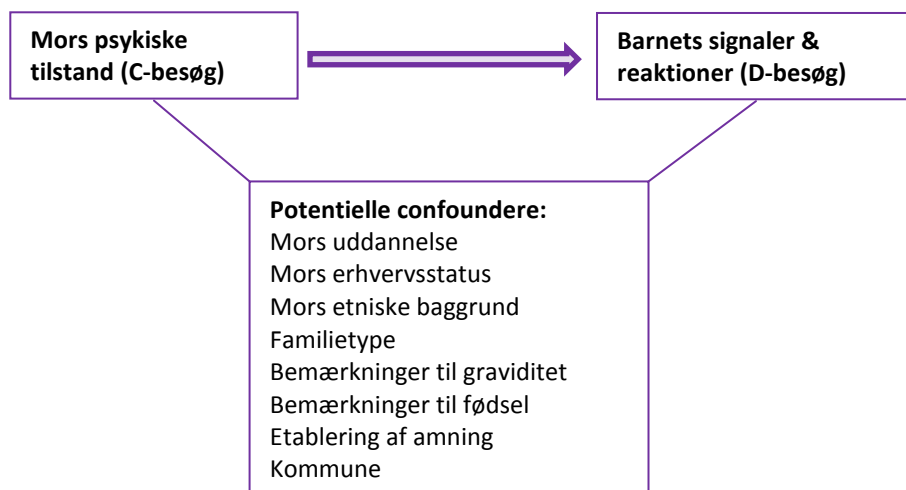 Mors psykiske
tilstand (C-besøg)
Barnets signaler &
reaktioner (D-besøg)
Potentielle confoundere:
Mors uddannelse
Mors erhvervsstatus
Mors etniske baggrund
Familietype
Bemærkninger til graviditet
Bemærkninger til fødsel
Etablering af amning
Kommune